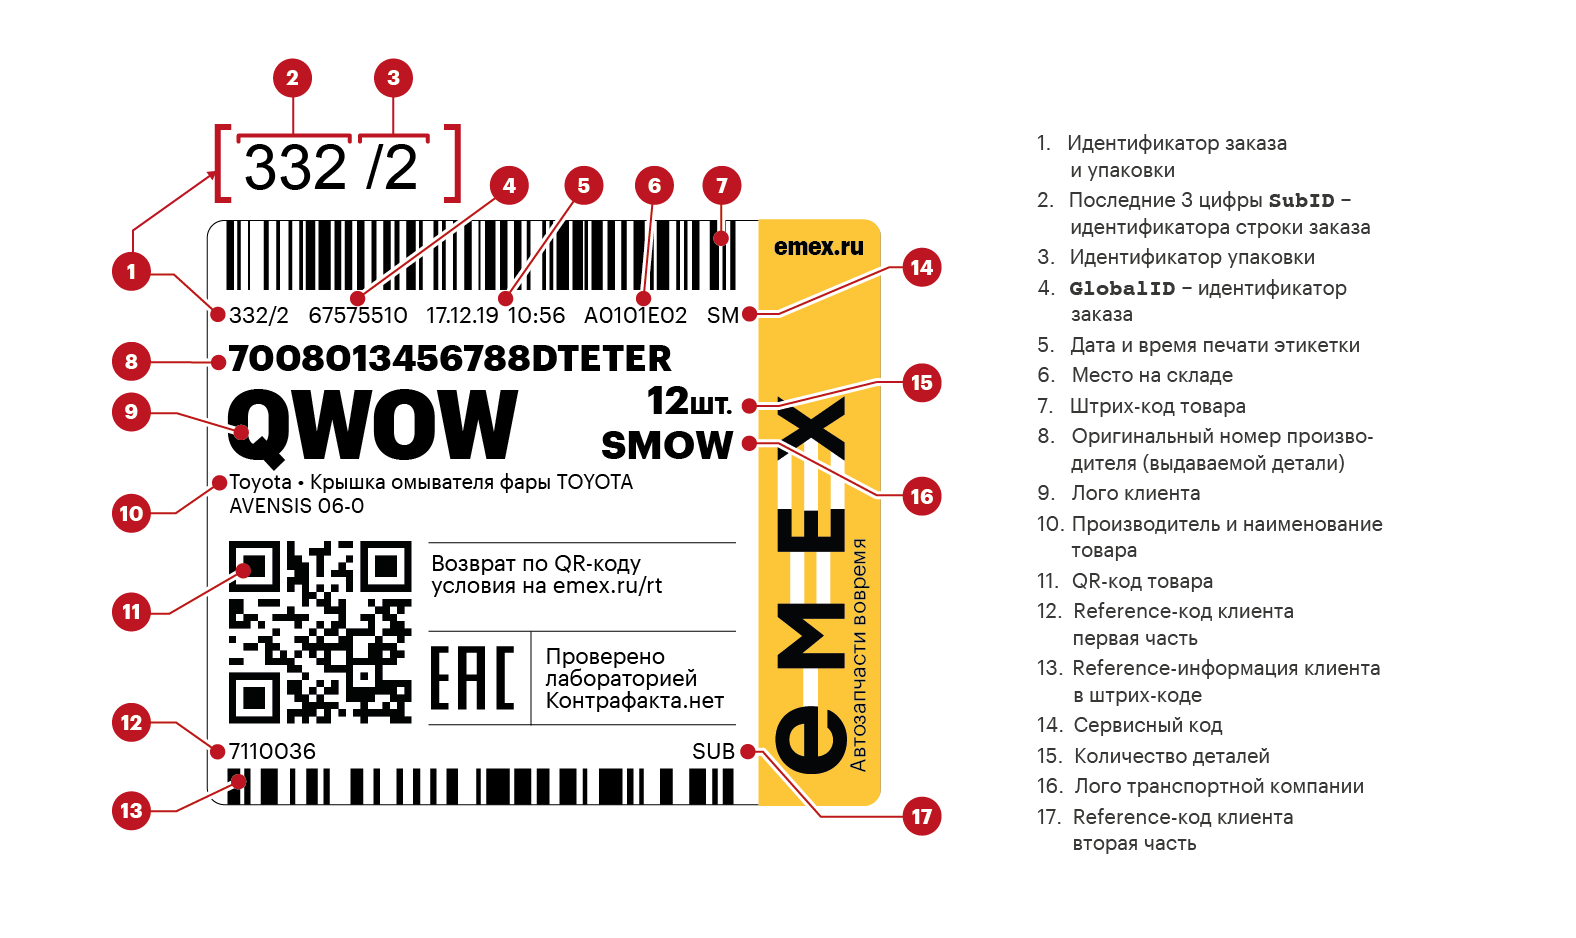 2 3
332 /2
4 5 6 7
emex.ru
1
14
332/2 67575510 17.12.19 10:56 A0101E02 SM
8
7008013456788DTETER
15
12шт.
9
QWOW
SMOW
16
10
Toyota • Крышка омывателя фары TOYOTA
AVENSIS 06-0
11
Возврат по QR-коду
условия на emex.ru/rt
EAC
Проверено
лабораторией
Контрафакта.нет
12
7110036 SUB
13
17
eMEX
Автозапчасти вовремя
1. Идентификатор заказа
и упаковки
2. Последние 3 цифры SubID –
идентификатора строки заказа
3. Идентификатор упаковки
4. GlobalID – идентификатор
заказа
5. Дата и время печати этикетки
6. Место на складе
7. Штрих-код товара
8. Оригинальный номер произво-
дителя (выдаваемой детали)
9. Лого клиента
10. Производитель и наименование
товара
11. QR-код товара
12. Reference-код клиента
первая часть
13. Reference-информация клиента
в штрих-коде
14. Сервисный код
15. Количество деталей
16. Лого транспортной компании
17. Reference-код клиента
вторая часть